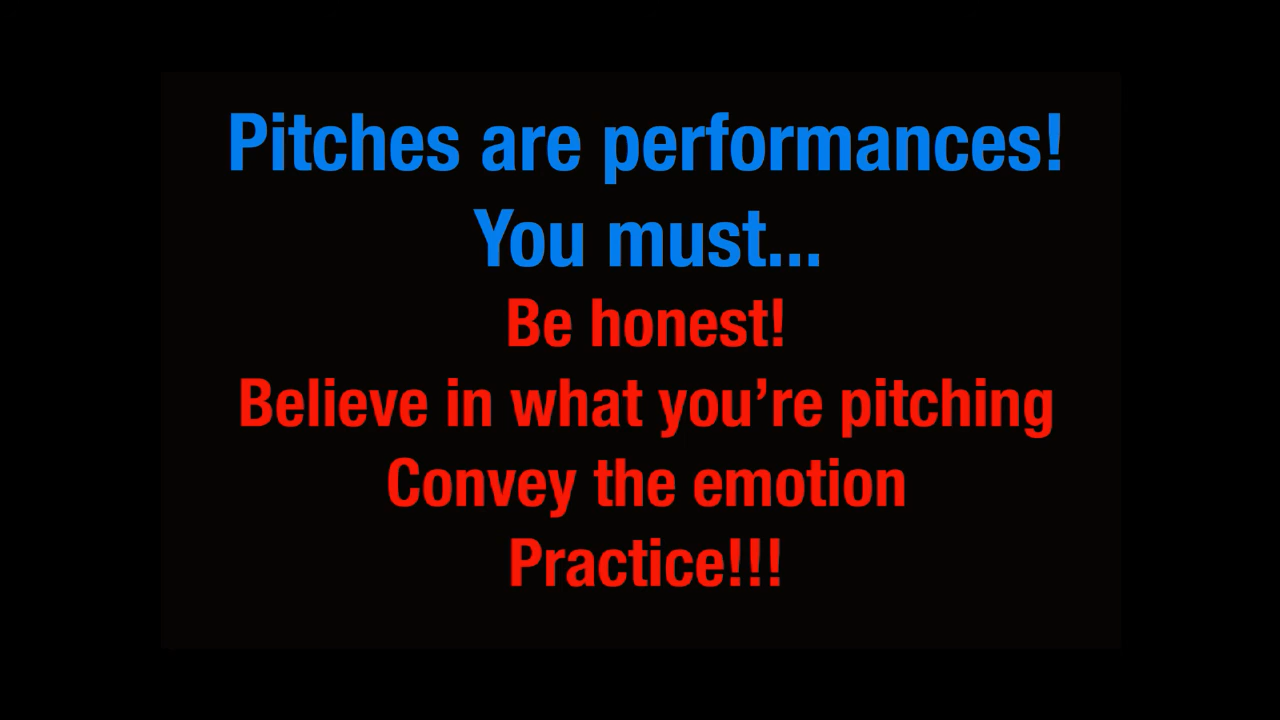 Pitches are performances!
You must...
Be honest!
Believe in what you’re pitching
Convey the emotion
Practice!!!